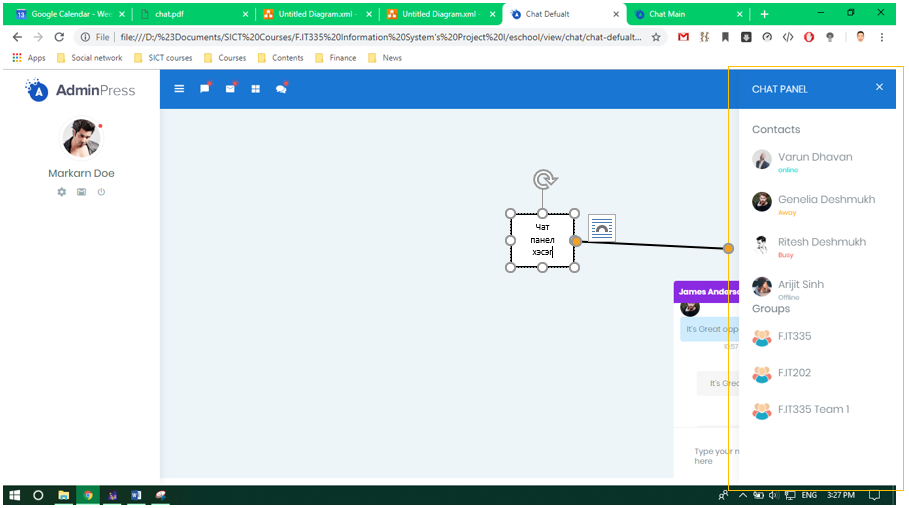 Google Calendar - Wee
chat.pdf
Untitled Diagram.xml -
Untitled Diagram.xml -
Chat Defualt
Chat Main
File | file:///D:/%23Documents/SICT%20Courses/F.IT335%20Information%20System's%20Project%20I/eschool/view/chat/chat-defualt...
Apps Social network SICT courses Courses Contents Finance News
AdminPress
CHAT PANEL
Markarn Doe
Contacts
Varun Dhavan
online
Genelia Deshmukh
Away
Ritesh Deshmukh
Busy
Arijit Sinh
Offline
Groups
F.IT335
F.IT202
F.IT335 Team 1
Чат
панел
хэсэг
James Anderso
It's Great opp
10:57
It's Grea
Type your m
here
ENG 3:27 PM